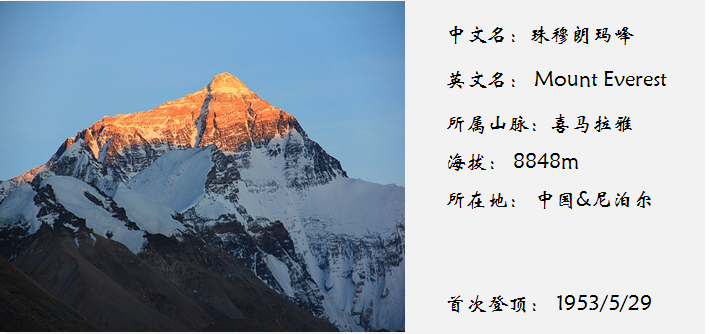 中文名：珠穆朗玛峰
英文名： Mount Everest
所属山脉：喜马拉雅
海拔： 8848m
所在地： 中国&尼泊尔
首次登顶： 1953/5/29